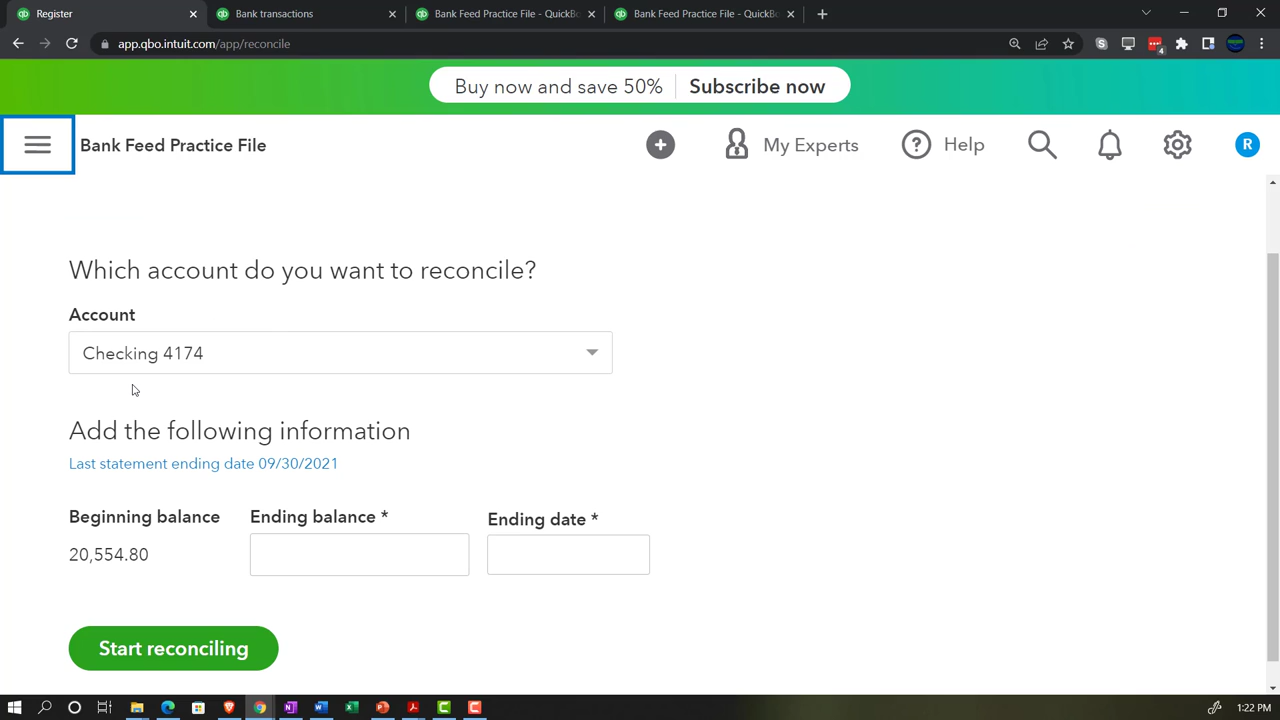 Register
Bank transactions
Bank Feed Practice File - QuickBo
Bank Feed Practice File - QuickBo
app.qbo.intuit.com/app/reconcile
4
Buy now and save 50% Subscribe now
Bank Feed Practice File
My Experts
Help
R
Which account do you want to reconcile?
Account
Checking 4174
Add the following information
Last statement ending date 09/30/2021
Beginning balance
Ending balance *
Ending date *
20,554.80
Start reconciling
1:22 PM